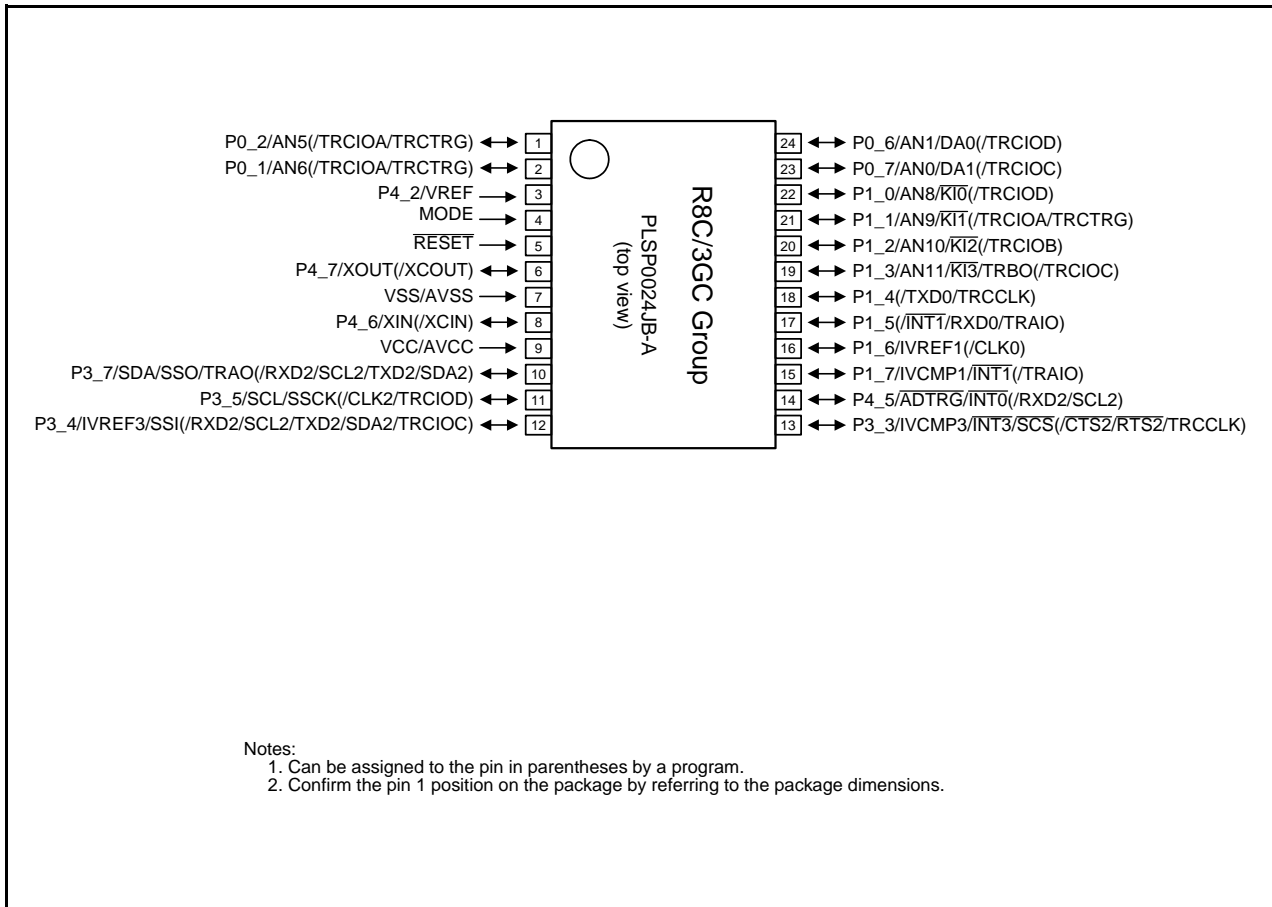 P0_2/AN5(/TRCIOA/TRCTRG)
P0_1/AN6(/TRCIOA/TRCTRG)
P4_2/VREF
MODE
RESET
P4_7/XOUT(/XCOUT)
VSS/AVSS
P4_6/XIN(/XCIN)
VCC/AVCC
P3_7/SDA/SSO/TRAO(/RXD2/SCL2/TXD2/SDA2)
P3_5/SCL/SSCK(/CLK2/TRCIOD)
P3_4/IVREF3/SSI(/RXD2/SCL2/TXD2/SDA2/TRCIOC)
1
2
3
4
5
6
7
8
9
10
11
12
R8C/3GC Group
PLSP0024JB-A
(top view)
24
23
22
21
20
19
18
17
16
15
14
13
P0_6/AN1/DA0(/TRCIOD)
P0_7/AN0/DA1(/TRCIOC)
P1_0/AN8/KI0(/TRCIOD)
P1_1/AN9/KI1(/TRCIOA/TRCTRG)
P1_2/AN10/KI2(/TRCIOB)
P1_3/AN11/KI3/TRBO(/TRCIOC)
P1_4(/TXD0/TRCCLK)
P1_5(/INT1/RXD0/TRAIO)
P1_6/IVREF1(/CLK0)
P1_7/IVCMP1/INT1(/TRAIO)
P4_5/ADTRG/INT0(/RXD2/SCL2)
P3_3/IVCMP3/INT3/SCS(/CTS2/RTS2/TRCCLK)
Notes:
1. Can be assigned to the pin in parentheses by a program.
2. Confirm the pin 1 position on the package by referring to the package dimensions.